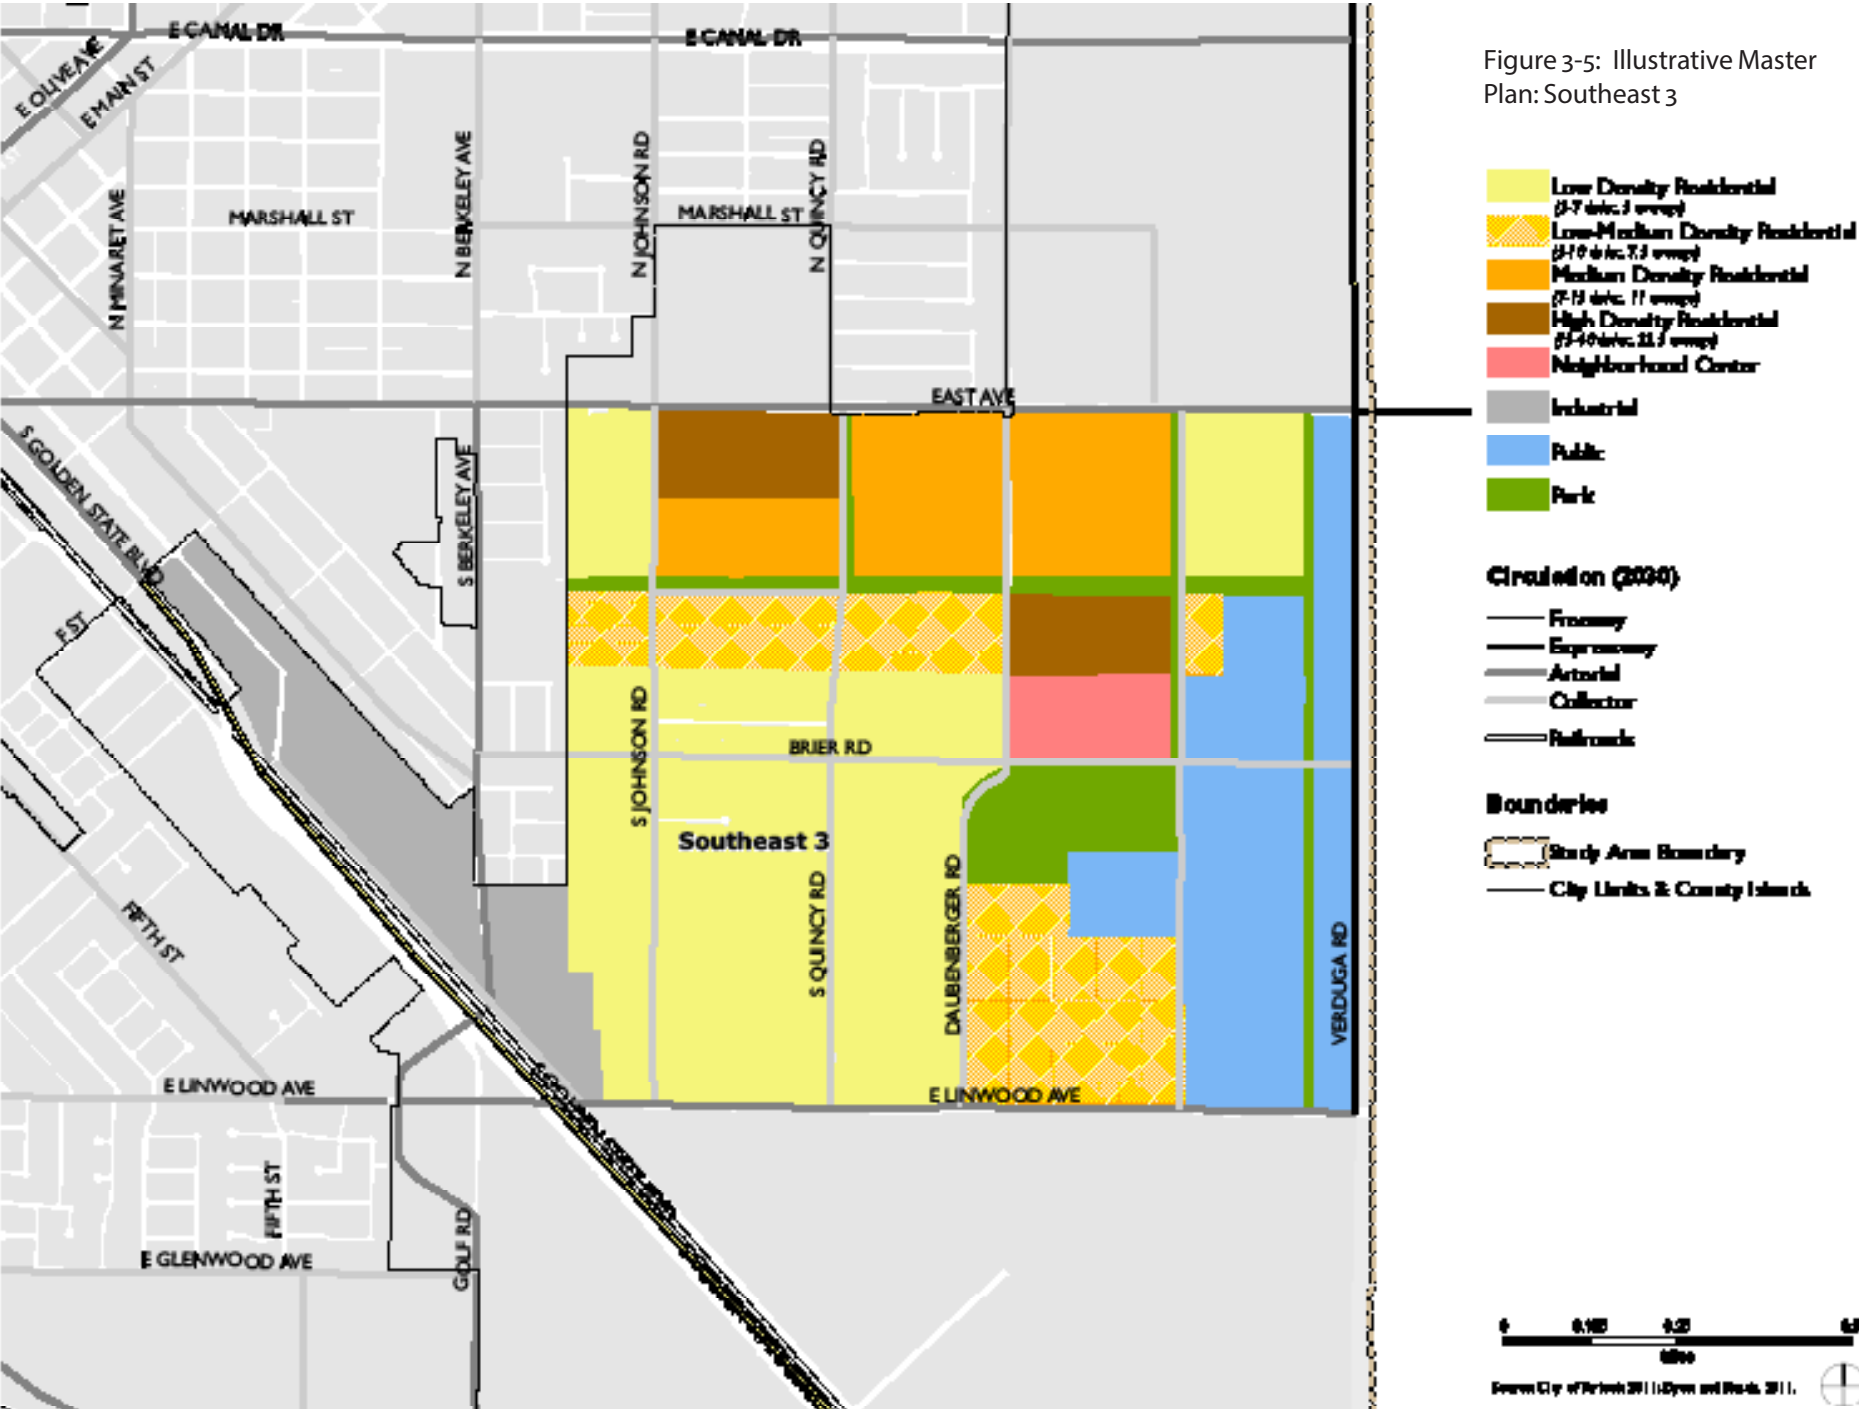 Figure 3-5: Illustrative Master
Plan: Southeast 3
E CANAL DR
E CANAL DR
E OLIVE AVE
E MAIN ST
N MINARET AVE
MARSHALL ST
N BERKELEY AVE
N JOHNSON RD
MARSHALL ST
N QUINCY RD
EAST AVE
S GOLDEN STATE BLVD
S BERKELEY AVE
F ST
S JOHNSON RD
BRIER RD
Southeast 3
S QUINCY RD
DAUBENBERGER RD
VERDUGA RD
FIFTH ST
E LINWOOD AVE
E LINWOOD AVE
FIFTH ST
E GLENWOOD AVE
GOLF RD
Low Density Residential
Low-Medium Density Residential
Medium Density Residential
High Density Residential
Neighborhood Center
Industrial
Public
Park
Circulation (2030)
Freeway
Expressway
Arterial
Collector
Railroads
Boundaries
Study Area Boundary
City Limits & County Islands
0
Miles